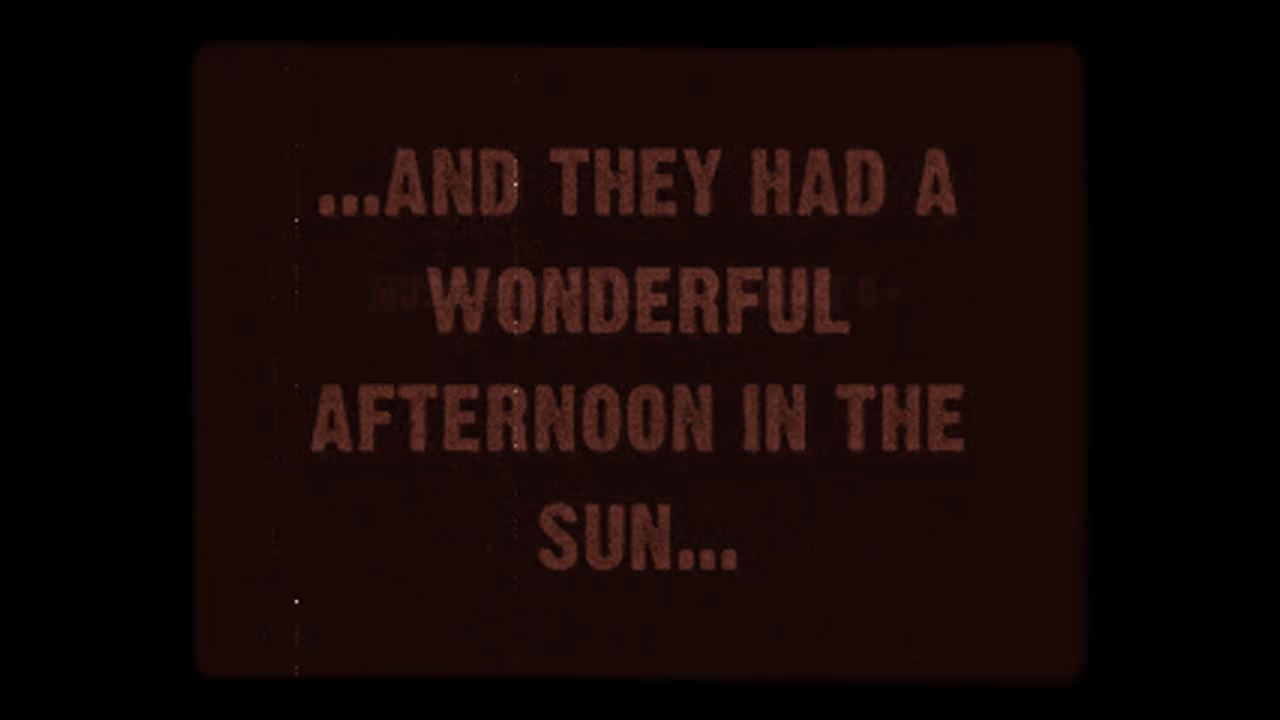 ...AND THEY HAD A
WONDERFUL
AFTERNOON IN THE
SUN...